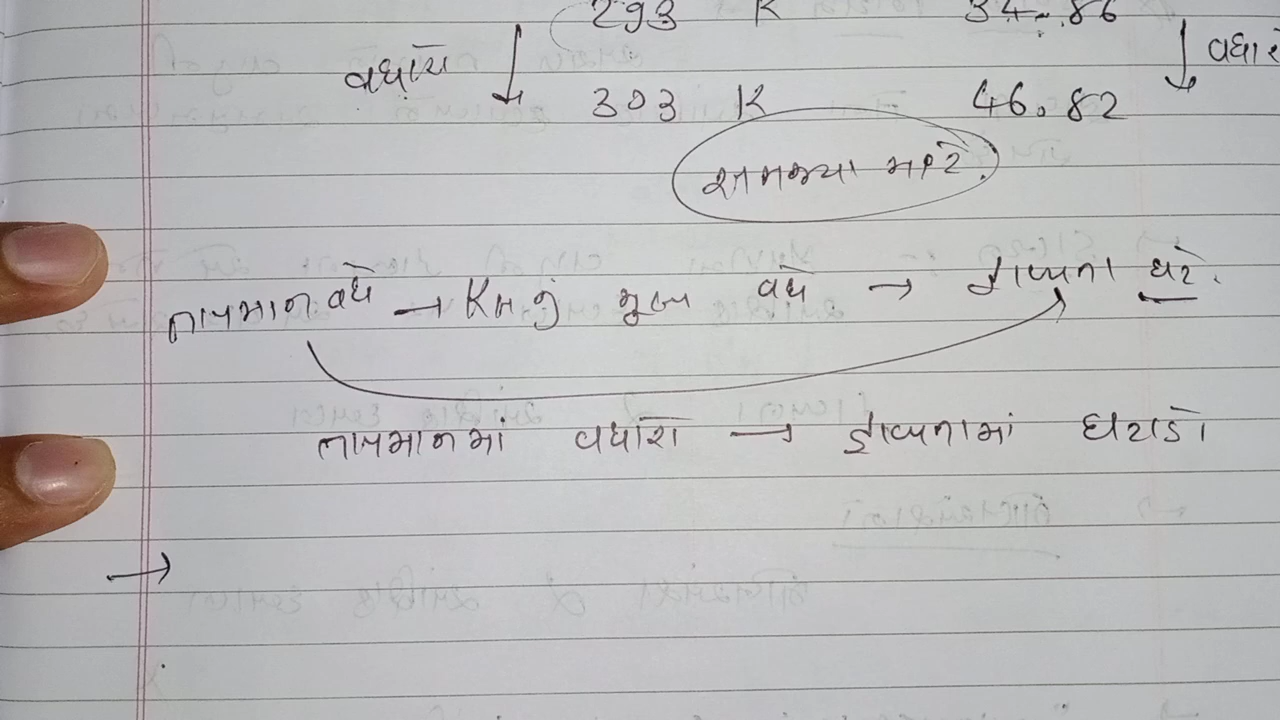 293 K 34.86
વધારો ↓ ↓ વધારો
303 K 46.82
સમજવા માટે.
તાપમાન વધે → KH નું મૂલ્ય વધે → દ્રાવ્યતા ઘટે.
તાપમાનમાં વધારો → દ્રાવ્યતામાં ઘટાડો
→